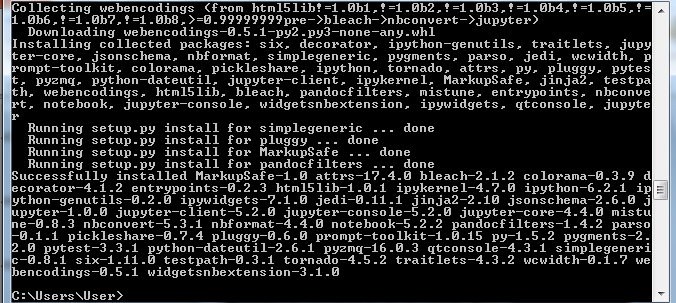 Collecting webencodings (from html5lib!=1.0b1,!=1.0b2,!=1.0b3,!=1.0b4,!=1.0b5,!=
1.0b6,!=1.0b7,!=1.0b8,>=0.99999999pre->bleach->nbconvert->jupyter)
  Downloading webencodings-0.5.1-py2.py3-none-any.whl
Installing collected packages: six, decorator, ipython-genutils, traitlets, jupy
ter-core, jsonschema, nbformat, simplegeneric, pygments, parso, jedi, wcwidth, p
rompt-toolkit, colorama, pickleshare, ipython, tornado, attrs, py, pluggy, pytes
t, pyzmq, python-dateutil, jupyter-client, ipykernel, MarkupSafe, jinja2, testpa
th, webencodings, html5lib, bleach, pandocfilters, mistune, entrypoints, nbconve
rt, notebook, jupyter-console, widgetsnbextension, ipywidgets, qtconsole, jupyte
r
  Running setup.py install for simplegeneric ... done
  Running setup.py install for pluggy ... done
  Running setup.py install for MarkupSafe ... done
  Running setup.py install for pandocfilters ... done
Successfully installed MarkupSafe-1.0 attrs-17.4.0 bleach-2.1.2 colorama-0.3.9 d
ecorator-4.1.2 entrypoints-0.2.3 html5lib-1.0.1 ipykernel-4.7.0 ipython-6.2.1 ip
ython-genutils-0.2.0 ipywidgets-7.1.0 jedi-0.11.1 jinja2-2.10 jsonschema-2.6.0 j
upyter-1.0.0 jupyter-client-5.2.0 jupyter-console-5.2.0 jupyter-core-4.4.0 mistu
ne-0.8.3 nbconvert-5.3.1 nbformat-4.4.0 notebook-5.2.2 pandocfilters-1.4.2 parso
-0.1.1 pickleshare-0.7.4 pluggy-0.6.0 prompt-toolkit-1.0.15 py-1.5.2 pygments-2.
2.0 pytest-3.3.1 python-dateutil-2.6.1 pyzmq-16.0.3 qtconsole-4.3.1 simplegeneri
c-0.8.1 six-1.11.0 testpath-0.3.1 tornado-4.5.2 traitlets-4.3.2 wcwidth-0.1.7 we
bencodings-0.5.1 widgetsnbextension-3.1.0
C:\Users\User>